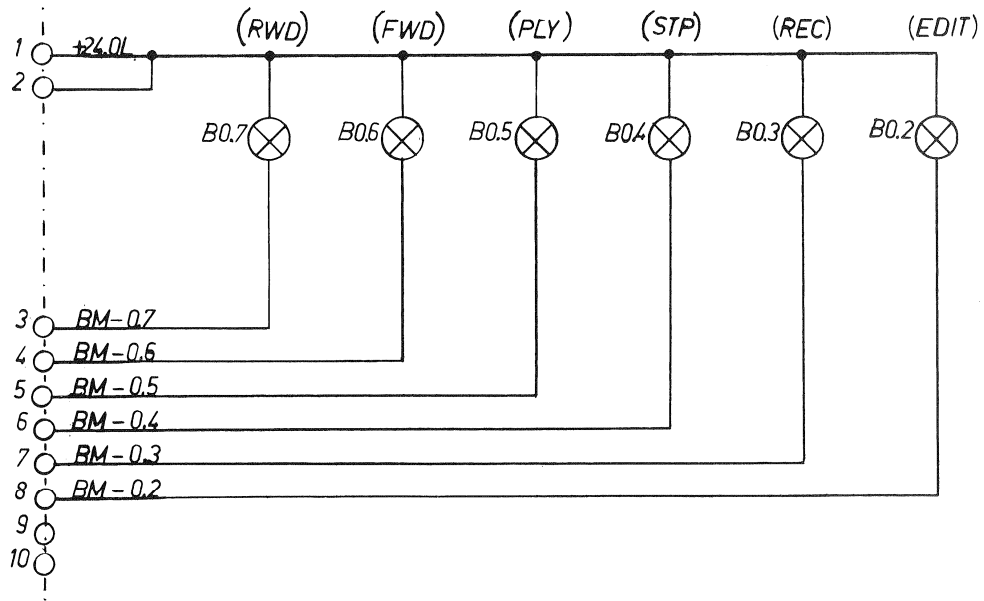 (RWD) (FWD) (PLY) (STP) (REC) (EDIT)
1 +24.0L
2
B0.7 B0.6 B0.5 B0.4 B0.3 B0.2
3 BM-0.7
4 BM-0.6
5 BM-0.5
6 BM-0.4
7 BM-0.3
8 BM-0.2
9
10